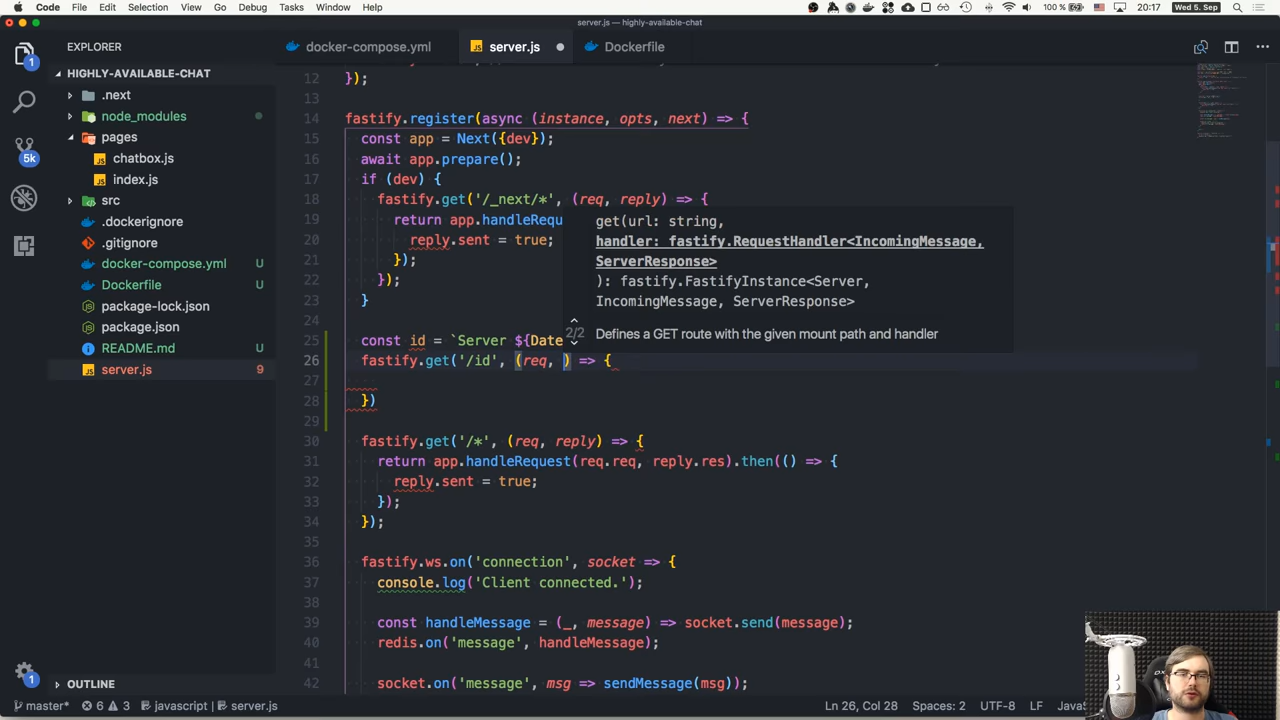 Code File Edit Selection View Go Debug Tasks Window Help 100% 20:17 Wed 5. Sep
server.js — highly-available-chat
EXPLORER
docker-compose.yml server.js Dockerfile
HIGHLY-AVAILABLE-CHAT
.next
node_modules
pages
chatbox.js
index.js
src
.dockerignore
.gitignore
docker-compose.yml U
Dockerfile U
package-lock.json
package.json
README.md U
server.js 9
OUTLINE
1
5k
1
12 });
13
14 fastify.register(async (instance, opts, next) => {
15 const app = Next({dev});
16 await app.prepare();
17 if (dev) {
18 fastify.get('/_next/*', (req, reply) => {
19 return app.handleRequ
20 reply.sent = true;
21 });
22 });
23 }
24
25 const id = `Server ${Date
26 fastify.get('/id', (req, ) => {
27
28 })
29
30 fastify.get('/*', (req, reply) => {
31 return app.handleRequest(req.req, reply.res).then(() => {
32 reply.sent = true;
33 });
34 });
36 fastify.ws.on('connection', socket => {
37 console.log('Client connected.');
38
39 const handleMessage = (_, message) => socket.send(message);
40 redis.on('message', handleMessage);
41
42 socket.on('message', msg => sendMessage(msg));
get(url: string,
handler: fastify.RequestHandler<IncomingMessage,
ServerResponse>
): fastify.FastifyInstance<Server,
IncomingMessage, ServerResponse>
2/2
Defines a GET route with the given mount path and handler
master* 6 3 javascript server.js Ln 26, Col 28 Spaces: 2 UTF-8 LF